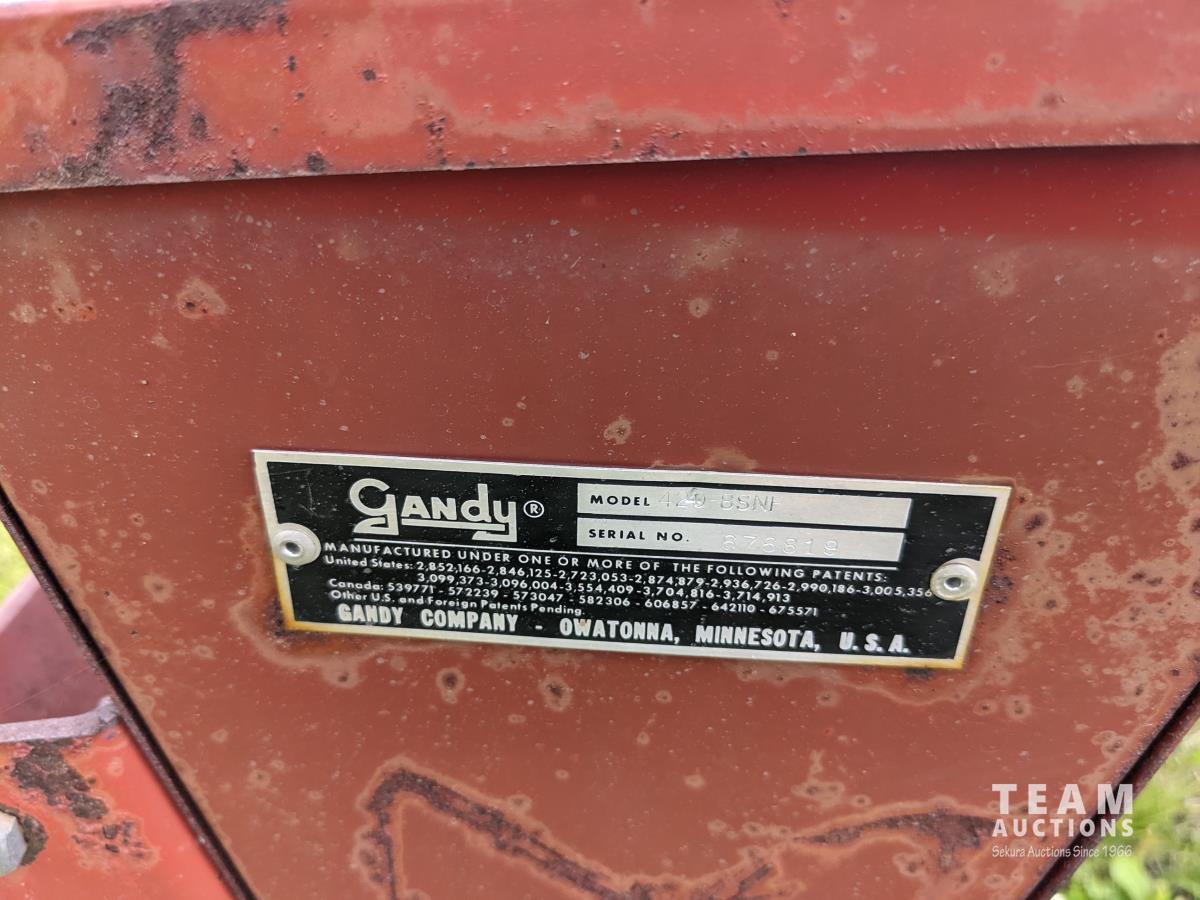 Gandy®
MODEL 420-BSNF
SERIAL NO. 876819
MANUFACTURED UNDER ONE OR MORE OF THE FOLLOWING PATENTS:
United States: 2,852,166-2,846,125-2,723,053-2,874,879-2,936,726-2,990,186-3,005,356
3,099,373-3,096,004-3,554,409-3,704,816-3,714,913
Canada: 539771 - 572239 - 573047 - 582306 - 606857 - 642110 - 675571
Other U.S. and Foreign Patents Pending.
GANDY COMPANY - OWATONNA, MINNESOTA, U.S.A.
TEAM
AUCTIONS
Sekura Auctions Since 1966